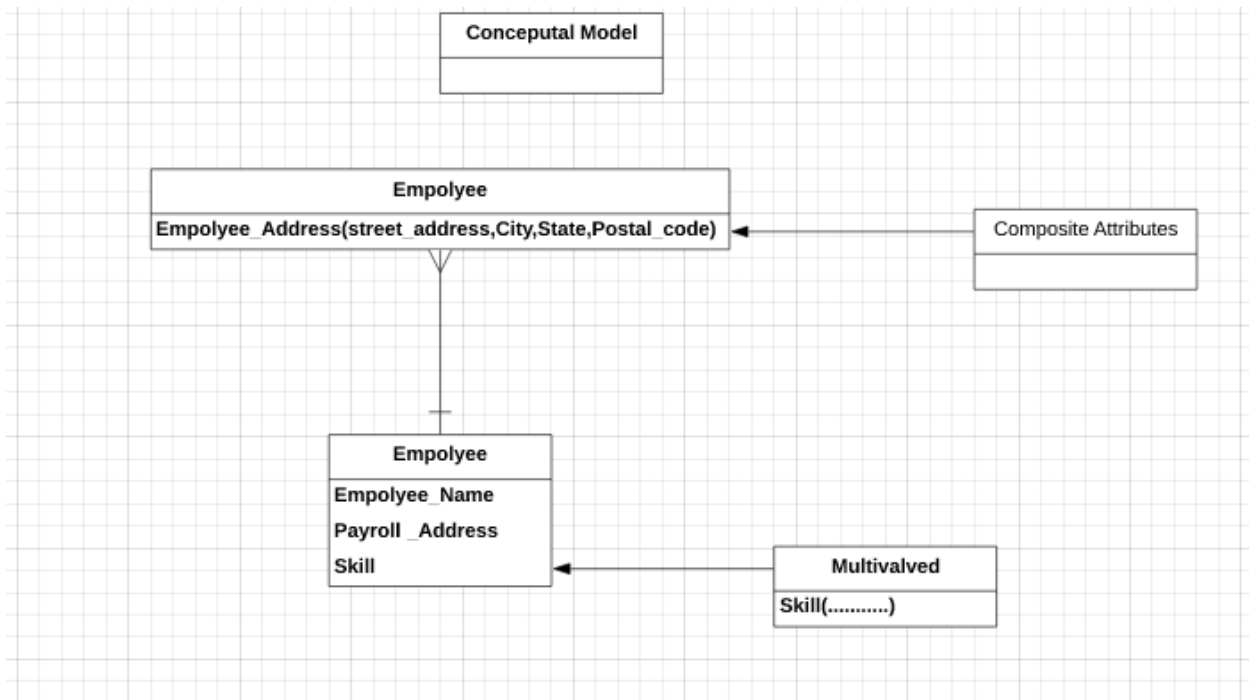 Conceputal Model
Empolyee
Empolyee_Address(street_address,City,State,Postal_code)
Composite Attributes
Empolyee
Empolyee_Name
Payroll _Address
Skill
Multivalved
Skill(...........)